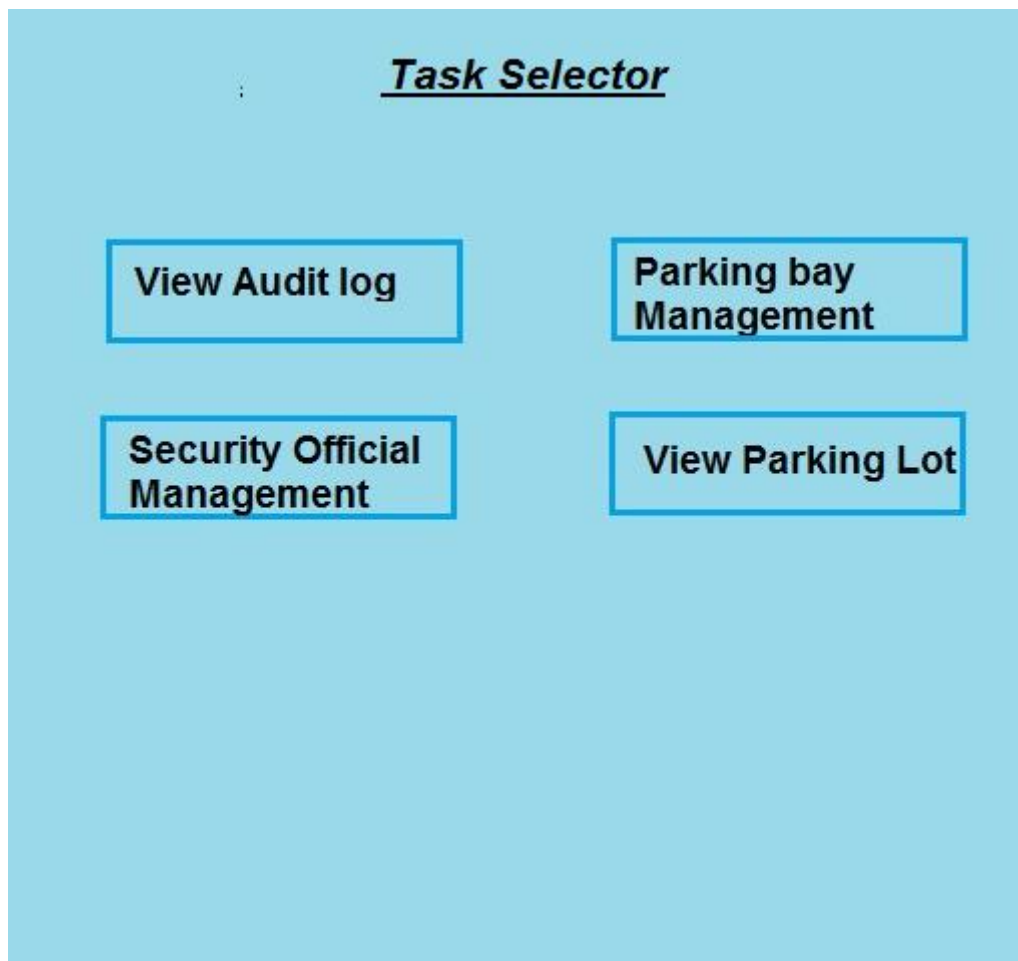 Task Selector
View Audit log
Parking bay
Management
Security Official
Management
View Parking Lot